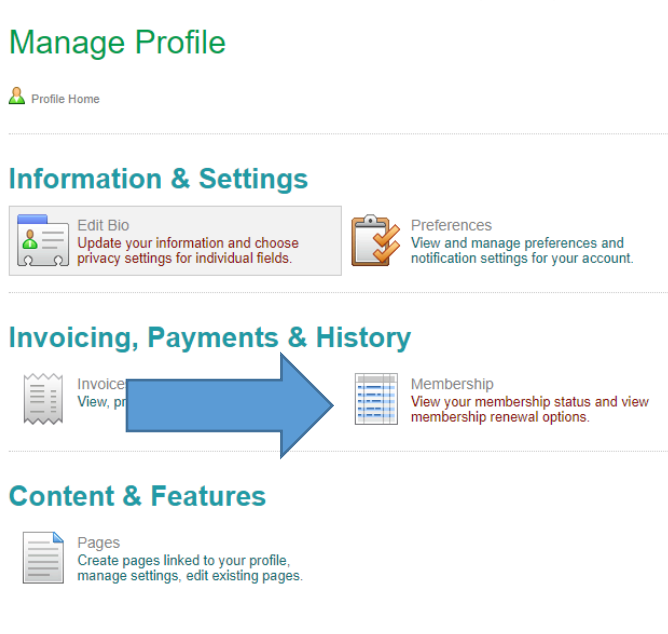 Manage Profile
Profile Home
Information & Settings
Edit Bio
Update your information and choose
privacy settings for individual fields.
Preferences
View and manage preferences and
notification settings for your account.
Invoicing, Payments & History
View,
Membership
View your membership status and view
membership renewal options.
Content & Features
Pages
Create pages linked to your profile,
manage settings, edit existing pages.